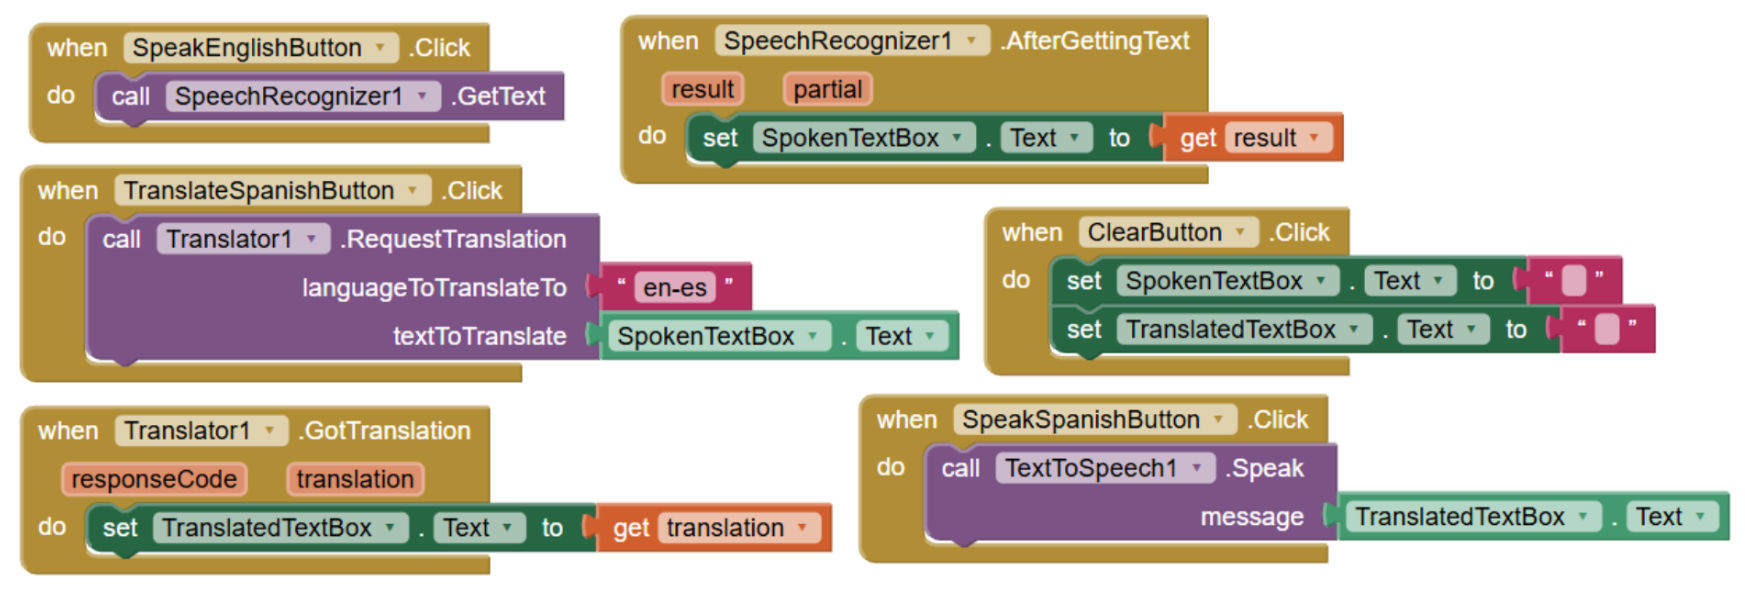 when SpeakEnglishButton .Click
do call SpeechRecognizer1 .GetText
when SpeechRecognizer1 .AfterGettingText
result partial
do set SpokenTextBox . Text to get result
when TranslateSpanishButton .Click
do call Translator1 .RequestTranslation
languageToTranslateTo " en-es "
textToTranslate SpokenTextBox . Text
when ClearButton .Click
do set SpokenTextBox . Text to " "
set TranslatedTextBox . Text to " "
when Translator1 .GotTranslation
responseCode translation
do set TranslatedTextBox . Text to get translation
when SpeakSpanishButton .Click
do call TextToSpeech1 .Speak
message TranslatedTextBox . Text